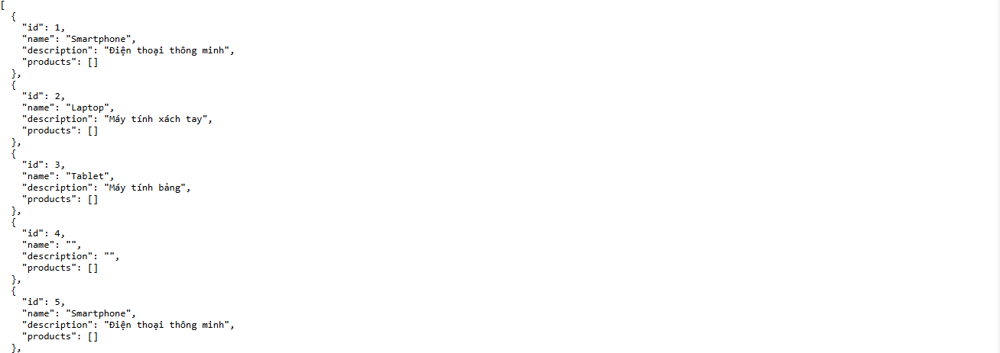 [
  {
    "id": 1,
    "name": "Smartphone",
    "description": "Điện thoại thông minh",
    "products": []
  },
  {
    "id": 2,
    "name": "Laptop",
    "description": "Máy tính xách tay",
    "products": []
  },
  {
    "id": 3,
    "name": "Tablet",
    "description": "Máy tính bảng",
    "products": []
  },
  {
    "id": 4,
    "name": "",
    "description": "",
    "products": []
  },
  {
    "id": 5,
    "name": "Smartphone",
    "description": "Điện thoại thông minh",
    "products": []
  },